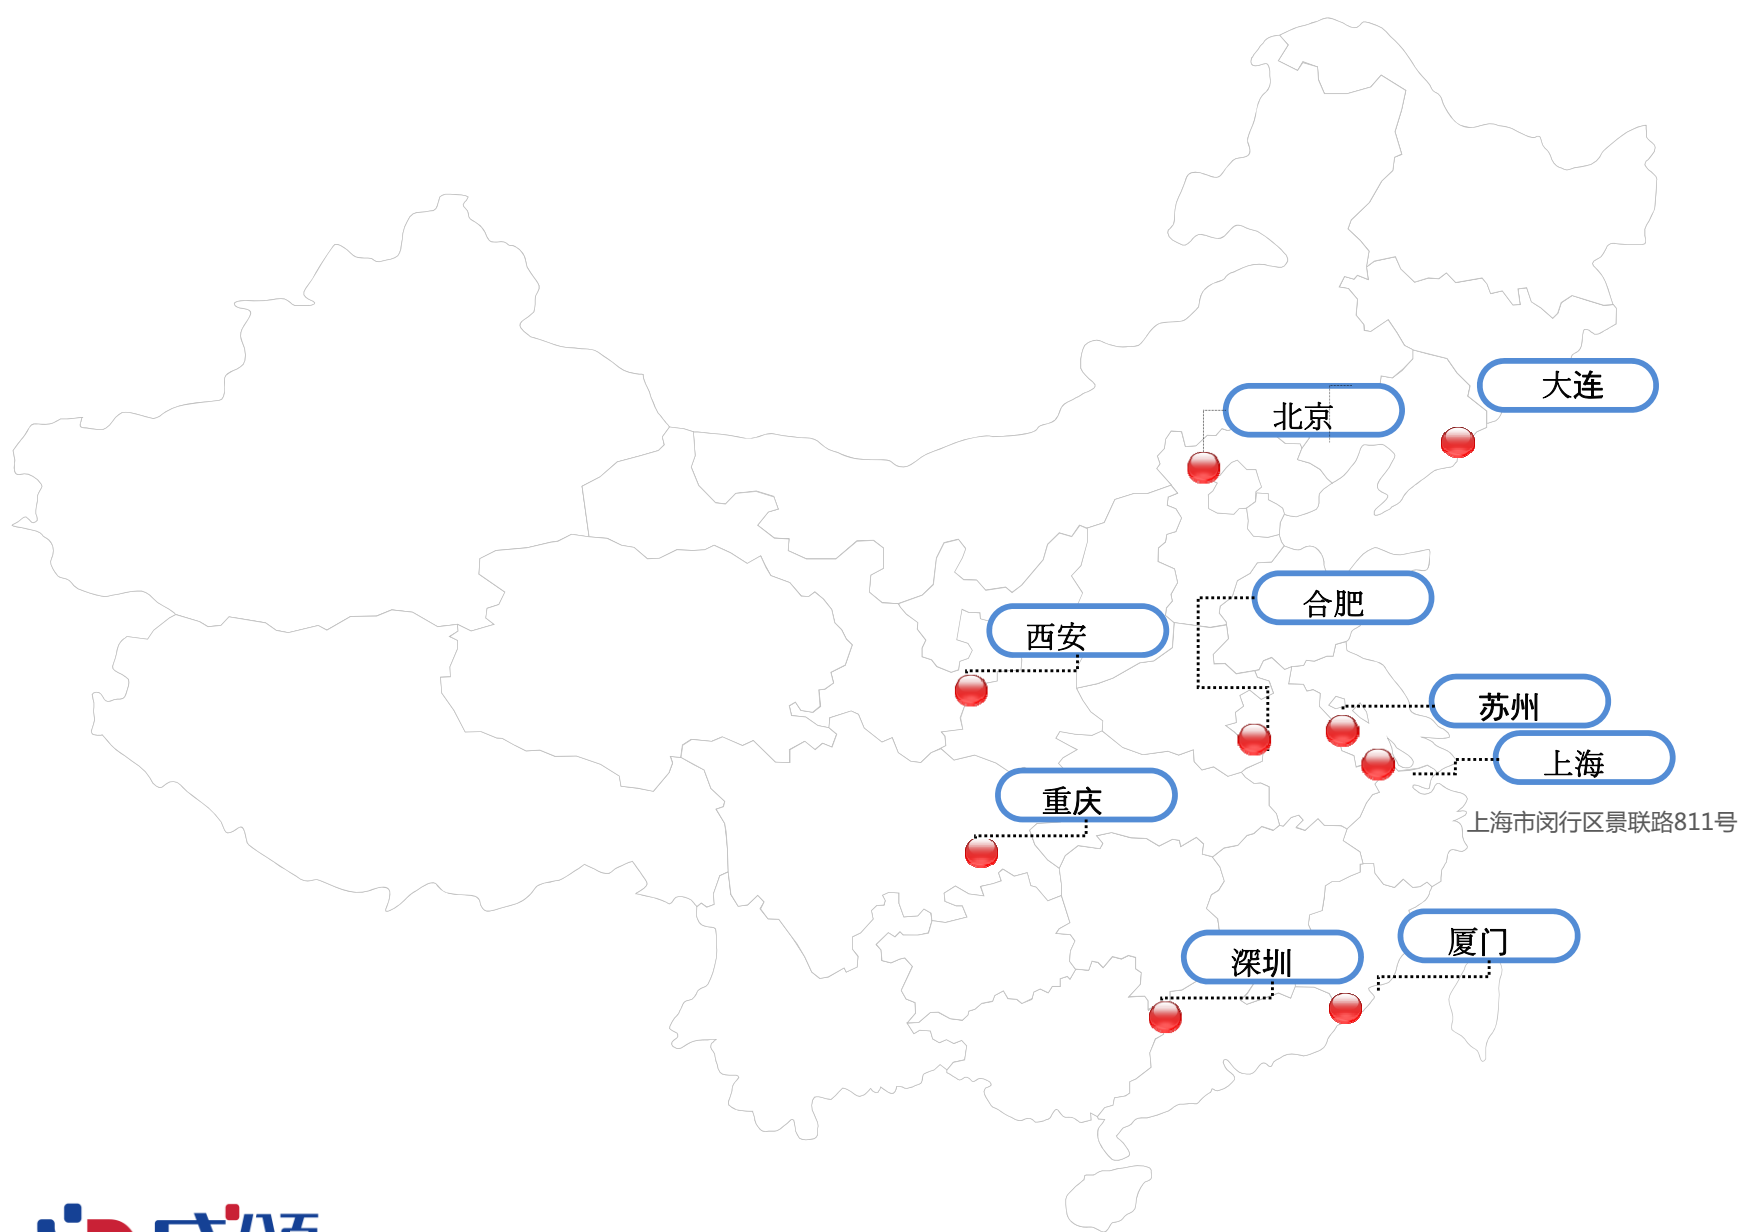 大连
北京
合肥
西安
苏州
上海
重庆
上海市闵行区景联路811号
厦门
深圳